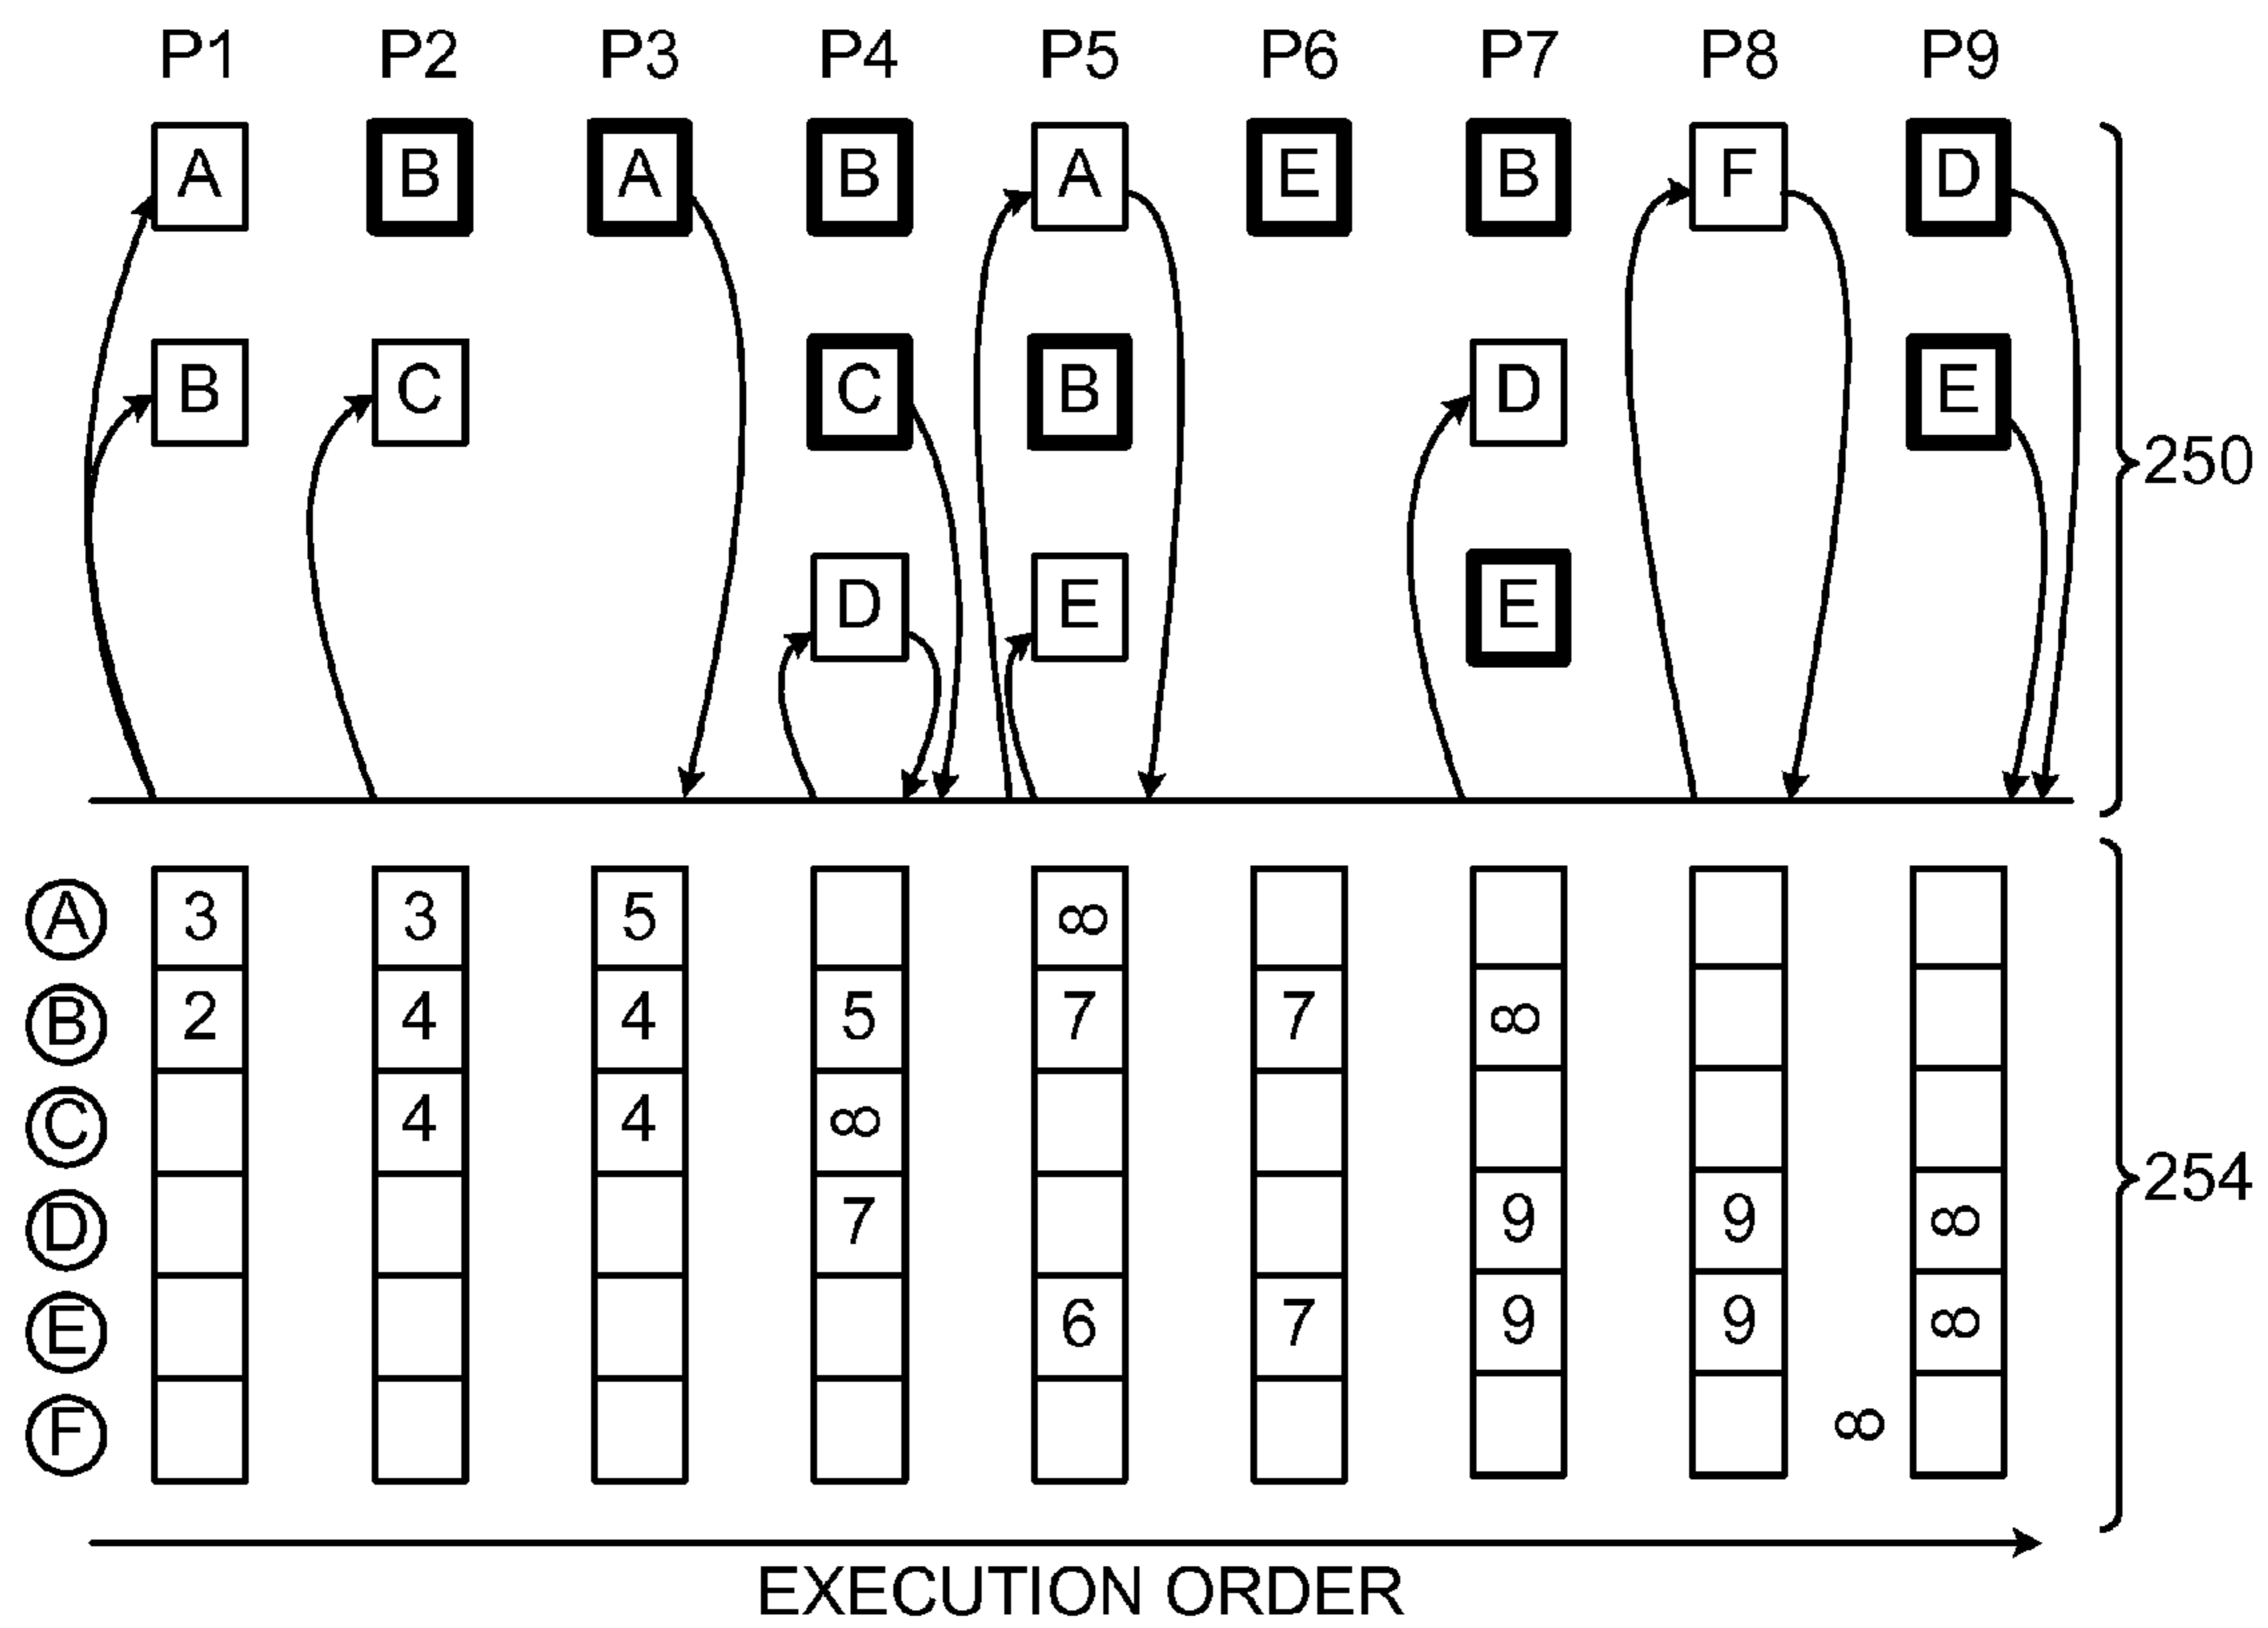 P1 P2 P3 P4 P5 P6 P7 P8 P9
A B A B A E B F D
B C C B D E
250
D E E
A 3 3 5 ∞
B 2 4 4 5 7 7 ∞
C 4 4 ∞
D 7 9 9 ∞
254
E 6 7 9 9 ∞
F ∞
EXECUTION ORDER